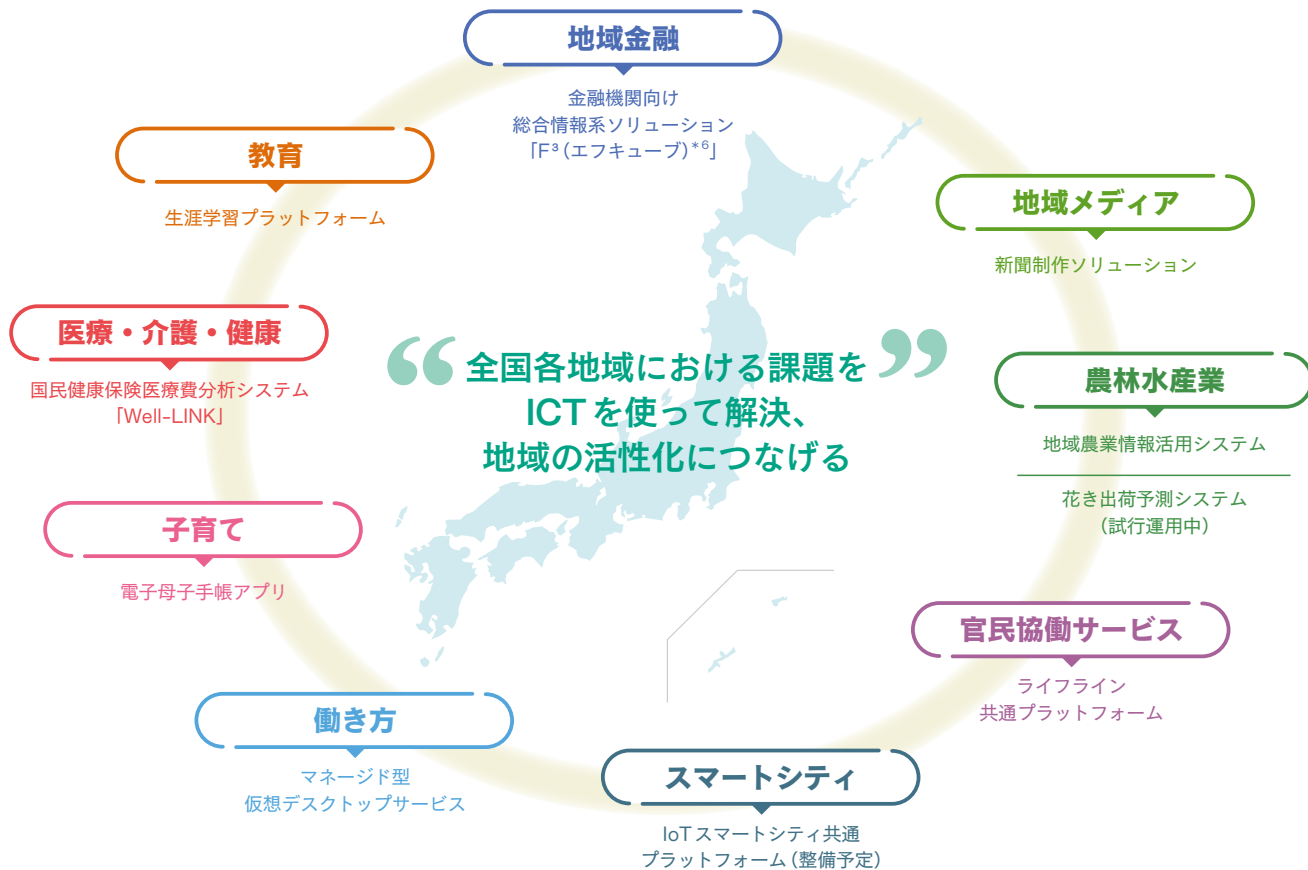 地域金融
金融機関向け
総合情報系ソリューション
「F³(エフキューブ)*⁶」
地域メディア
新聞制作ソリューション
農林水産業
地域農業情報活用システム
花き出荷予測システム
(試行運用中)
官民協働サービス
ライフライン
共通プラットフォーム
スマートシティ
IoTスマートシティ共通
プラットフォーム(整備予定)
働き方
マネージド型
仮想デスクトップサービス
子育て
電子母子手帳アプリ
医療・介護・健康
国民健康保険医療費分析システム
「Well-LINK」
教育
生涯学習プラットフォーム
“全国各地域における課題を”
ICTを使って解決、
地域の活性化につなげる